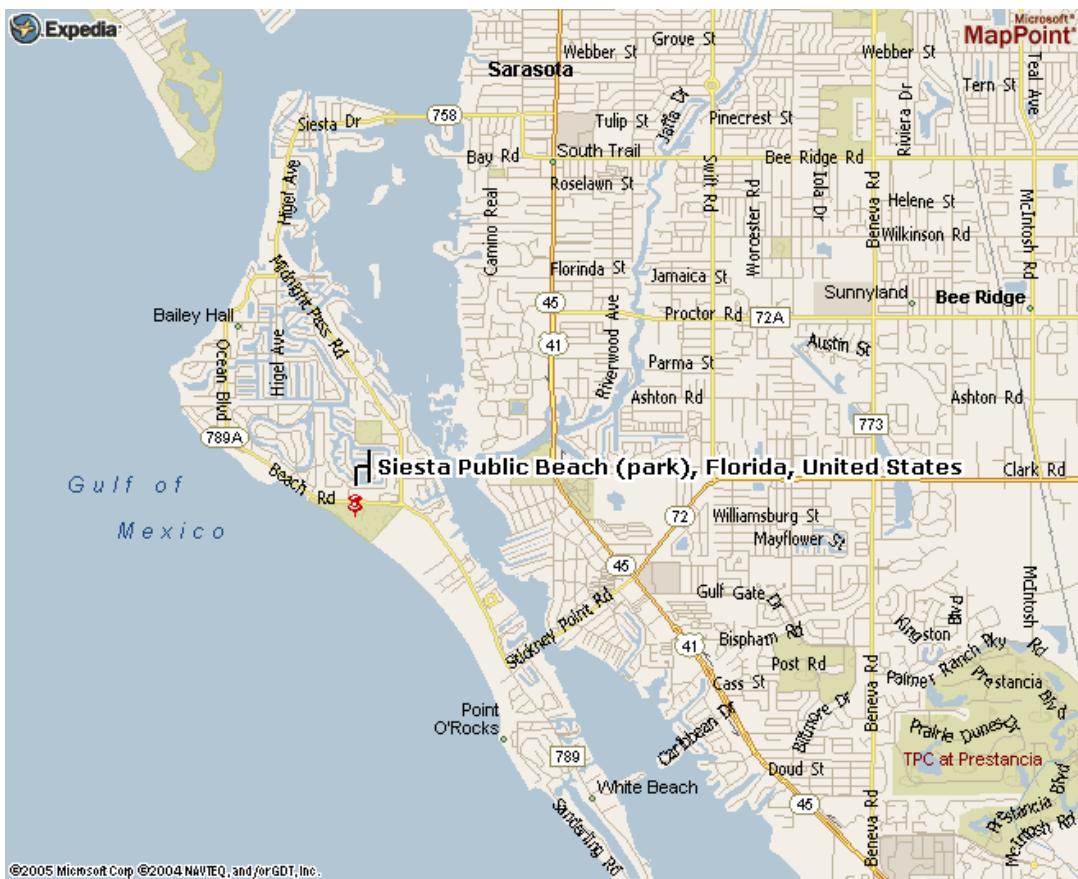 Expedia®
Microsoft®
MapPoint®
Grove St
Webber St
Webber St
Sarasota
Tern St
Teal Ave
Siesta Dr
758
Tulip St
Jaffa Dr
Pinecrest St
Riviera Dr
Bay Rd
South Trail
Bee Ridge Rd
Roselawn St
Swift Rd
Higel Ave
Camino Real
Worcester Rd
Iola Dr
Beneva Rd
Helene St
Wilkinson Rd
McIntosh Rd
Midnight Pass Rd
Florinda St
Jamaica St
Sunnyland
Bee Ridge
45
Bailey Hall
Riverwood Ave
Proctor Rd
72A
41
Ocean Blvd
Higel Ave
Parma St
Austin St
Ashton Rd
Ashton Rd
789A
773
Siesta Public Beach (park), Florida, United States
Clark Rd
Gulf of
Mexico
Beach Rd
72
Williamsburg St
Mayflower St
45
Stickney Point Rd
Gulf Gate Dr
McIntosh Rd
Kingston Blvd
Bispham Rd
41
Post Rd
Palmer Ranch Pky
Cass St
Prestancia Blvd
Beneva Rd
Point
O'Rocks
Caribbean Dr
Biltmore Dr
Prairie Dunes Ct
789
TPC at Prestancia
Doud St
White Beach
45
Sanderling Rd
Beneva Rd
Prestancia Blvd
McIntosh Rd
©2005 Microsoft Corp ©2004 NAVTEQ, and/or GDT, Inc.